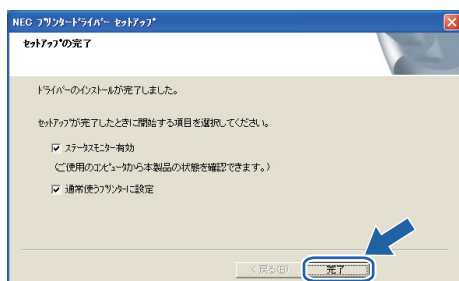 NEC プリンタードライバー セットアップ
セットアップの完了
ドライバーのインストールが完了しました。
セットアップが完了したときに開始する項目を選択してください。
ステータスモニター有効
(ご使用のコンピュータから本製品の状態を確認できます。)
通常使うプリンターに設定
< 戻る(B)
完了